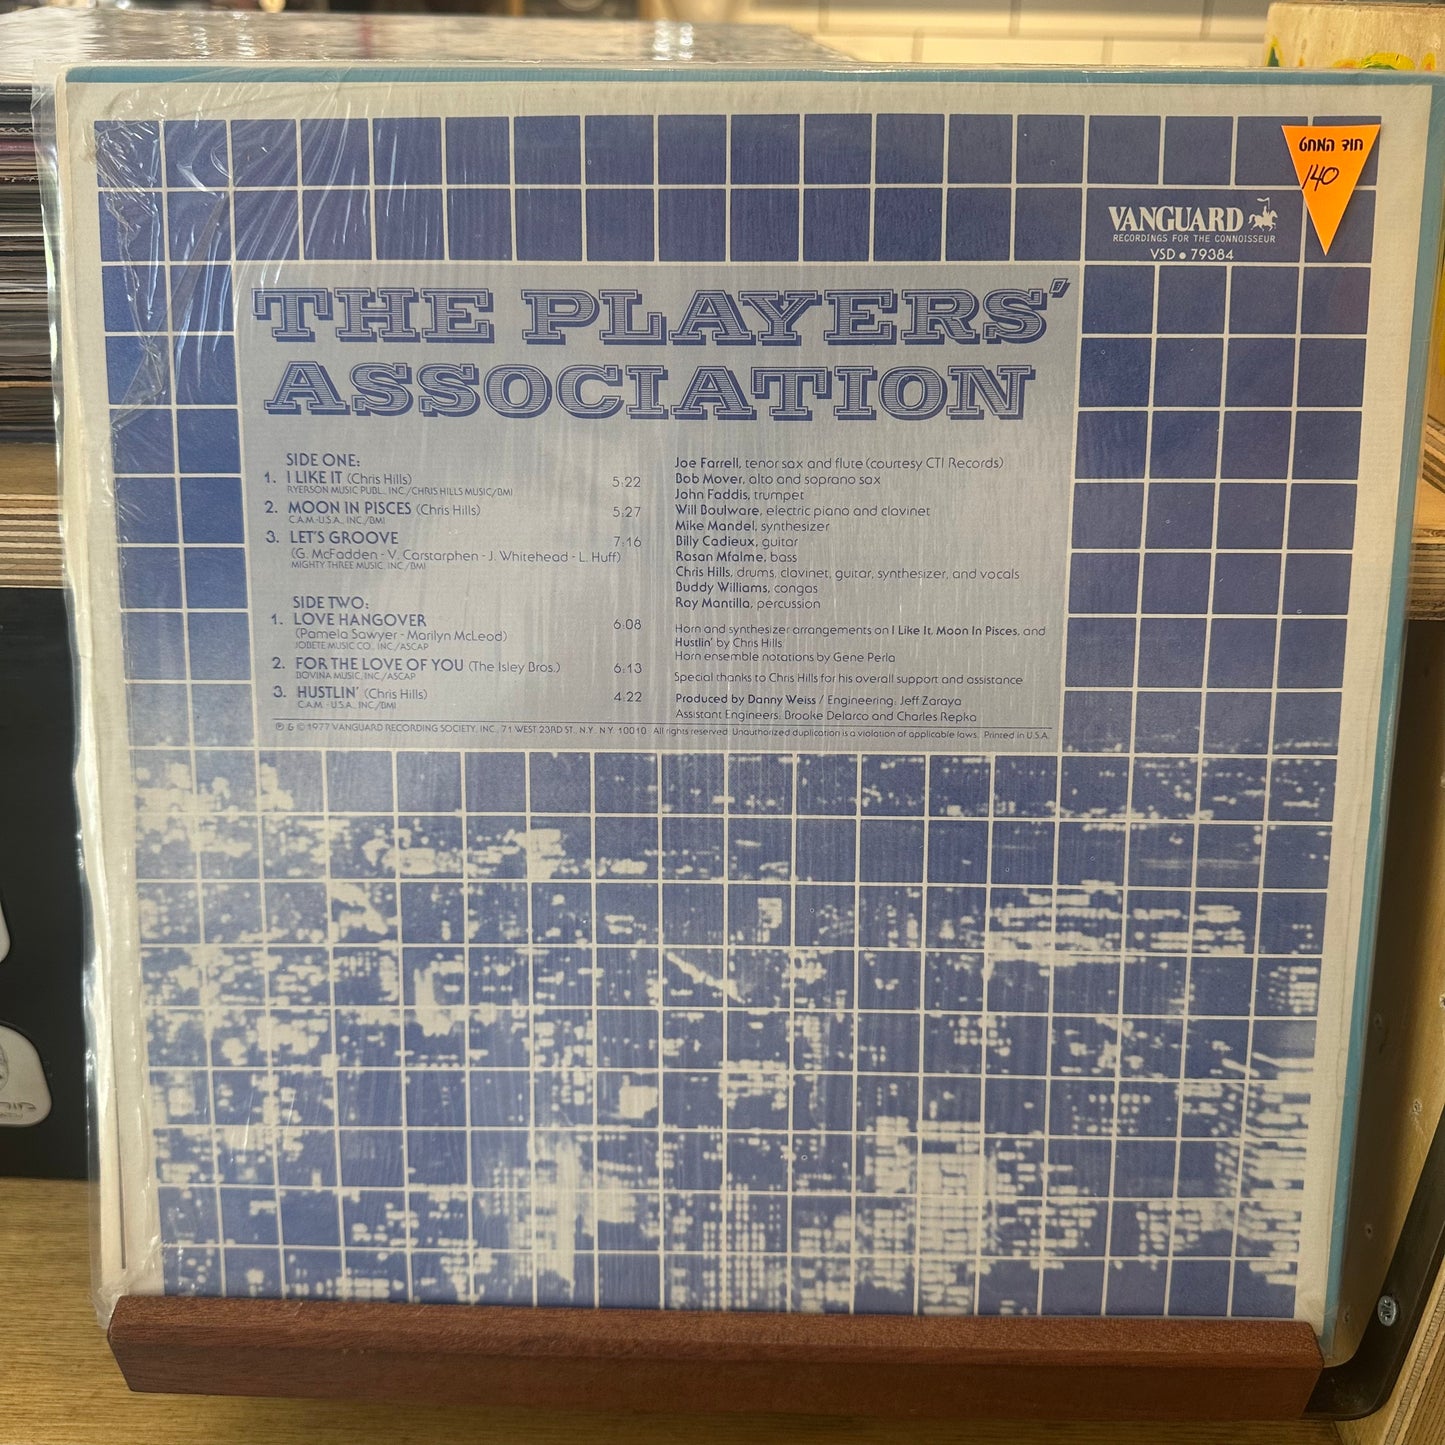 חוד המחט
140
VANGUARD
RECORDINGS FOR THE CONNOISSEUR
VSD • 79384
THE PLAYERS'
ASSOCIATION
SIDE ONE:
1. I LIKE IT (Chris Hills) 5:22
RYERSON MUSIC PUBL., INC./CHRIS HILLS MUSIC/BMI
2. MOON IN PISCES (Chris Hills) 5:27
C.A.M.-U.S.A., INC./BMI
3. LET'S GROOVE 7:16
(G. McFadden - V. Carstarphen - J. Whitehead - L. Huff)
MIGHTY THREE MUSIC, INC./BMI
SIDE TWO:
1. LOVE HANGOVER 6:08
(Pamela Sawyer - Marilyn McLeod)
JOBETE MUSIC CO., INC./ASCAP
2. FOR THE LOVE OF YOU (The Isley Bros.) 6:13
BOVINA MUSIC, INC./ASCAP
3. HUSTLIN' (Chris Hills) 4:22
C.A.M. - U.S.A., INC./BMI
Joe Farrell, tenor sax and flute (courtesy CTI Records)
Bob Mover, alto and soprano sax
John Faddis, trumpet
Will Boulware, electric piano and clavinet
Mike Mandel, synthesizer
Billy Cadieux, guitar
Rasan Mfalme, bass
Chris Hills, drums, clavinet, guitar, synthesizer, and vocals
Buddy Williams, congas
Ray Mantilla, percussion
Horn and synthesizer arrangements on I Like It, Moon In Pisces, and
Hustlin' by Chris Hills
Horn ensemble notations by Gene Perla
Special thanks to Chris Hills for his overall support and assistance
Produced by Danny Weiss / Engineering: Jeff Zaraya
Assistant Engineers: Brooke Delarco and Charles Repka
℗ & © 1977 VANGUARD RECORDING SOCIETY, INC., 71 WEST 23RD ST., N.Y. N.Y. 10010 All rights reserved. Unauthorized duplication is a violation of applicable laws. Printed in U.S.A.